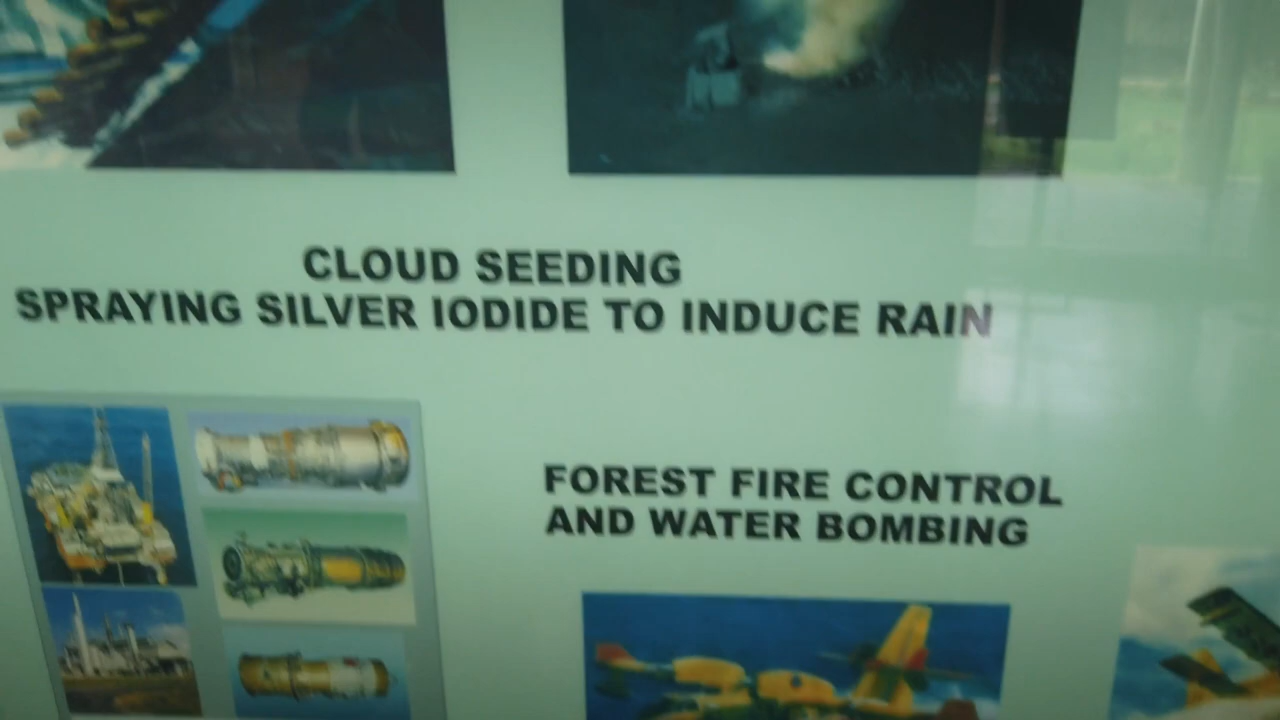 CLOUD SEEDING
SPRAYING SILVER IODIDE TO INDUCE RAIN
FOREST FIRE CONTROL
AND WATER BOMBING